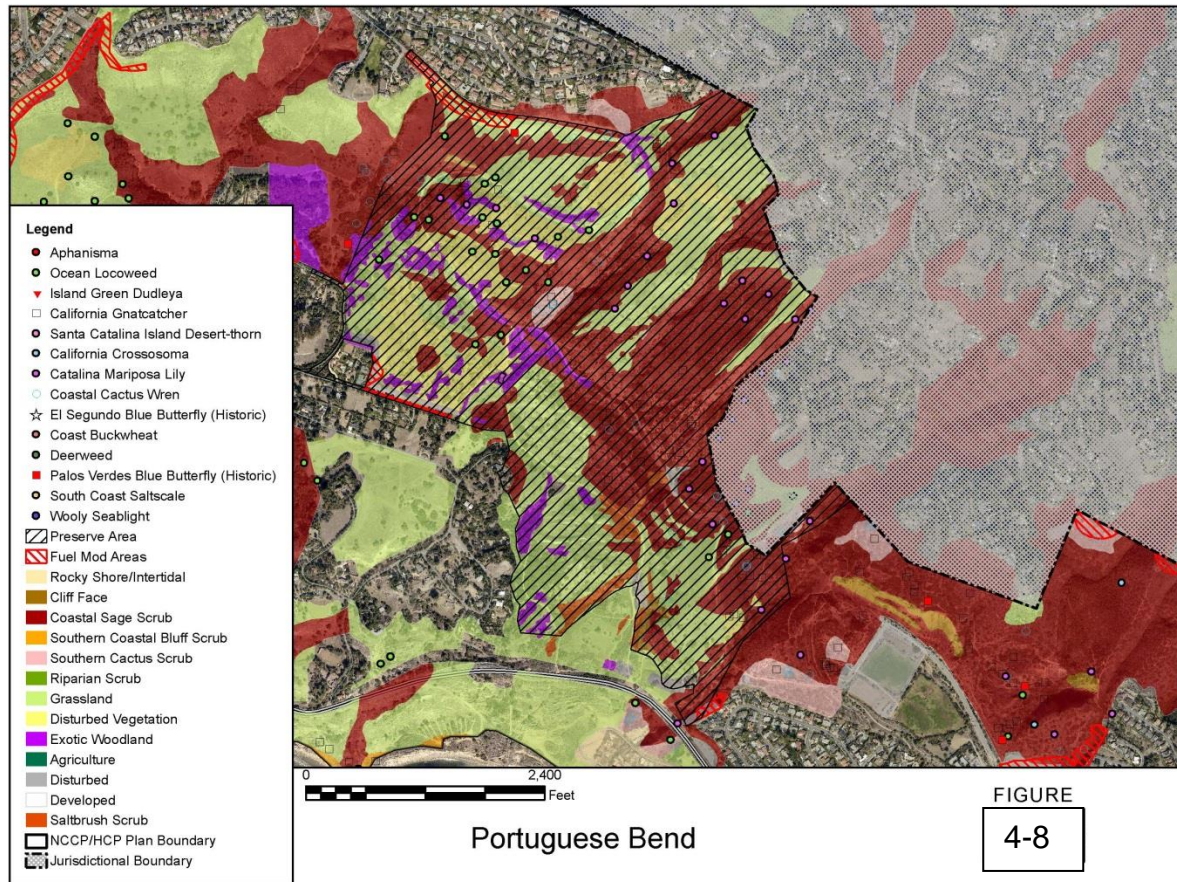 Legend
Aphanisma
Ocean Locoweed
Island Green Dudleya
California Gnatcatcher
Santa Catalina Island Desert-thorn
California Crossosoma
Catalina Mariposa Lily
Coastal Cactus Wren
El Segundo Blue Butterfly (Historic)
Coast Buckwheat
Deerweed
Palos Verdes Blue Butterfly (Historic)
South Coast Saltscale
Wooly Seablight
Preserve Area
Fuel Mod Areas
Rocky Shore/Intertidal
Cliff Face
Coastal Sage Scrub
Southern Coastal Bluff Scrub
Southern Cactus Scrub
Riparian Scrub
Grassland
Disturbed Vegetation
Exotic Woodland
Agriculture
Disturbed
Developed
Saltbrush Scrub
NCCP/HCP Plan Boundary
Jurisdictional Boundary
0 2,400
Feet
Portuguese Bend
FIGURE
4-8